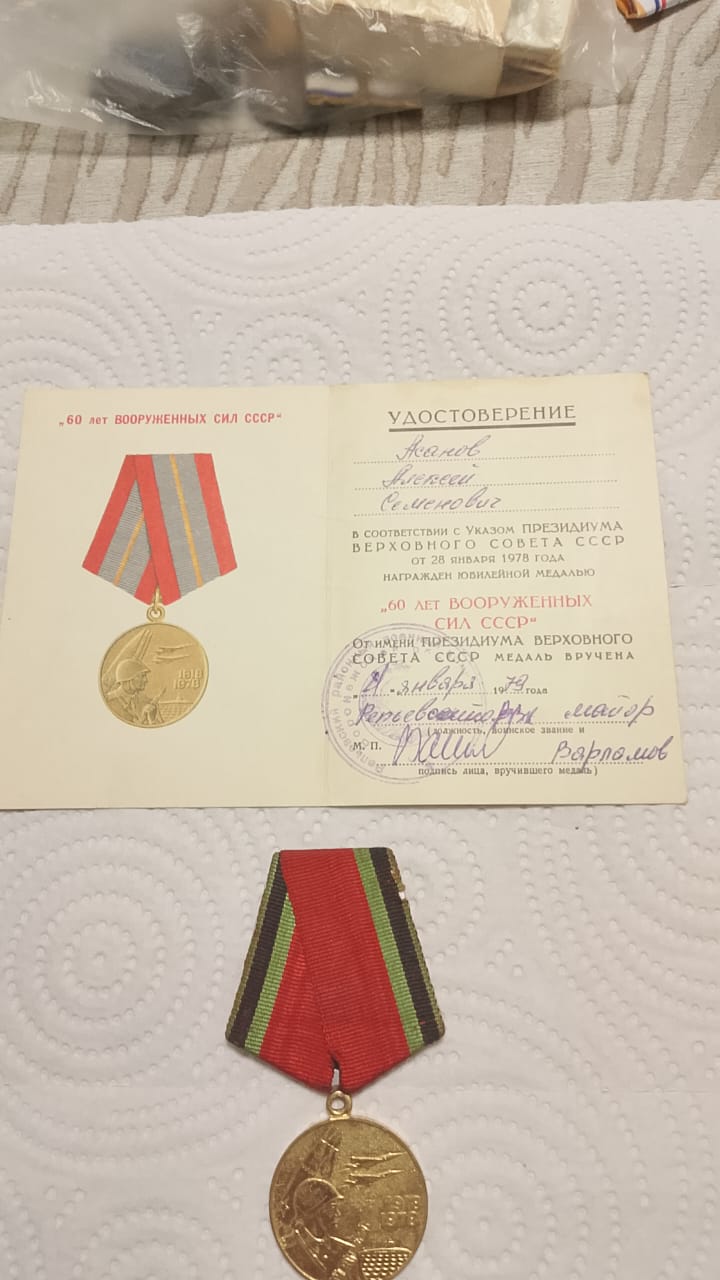 „60 лет ВООРУЖЕННЫХ СИЛ СССР“
1918
1978
УДОСТОВЕРЕНИЕ
Асанов
Алексей
Семенович
В СООТВЕТСТВИИ С УКАЗОМ ПРЕЗИДИУМА
ВЕРХОВНОГО СОВЕТА СССР
ОТ 28 ЯНВАРЯ 1978 ГОДА
НАГРАЖДЕН ЮБИЛЕЙНОЙ МЕДАЛЬЮ
„60 ЛЕТ ВООРУЖЕННЫХ
СИЛ СССР“
ОТ ИМЕНИ ПРЕЗИДИУМА ВЕРХОВНОГО
СОВЕТА СССР МЕДАЛЬ ВРУЧЕНА
января 1979 года
майор
(должность, воинское звание и
М. П. Варламов
подпись лица, вручившего медаль)
1918
1978